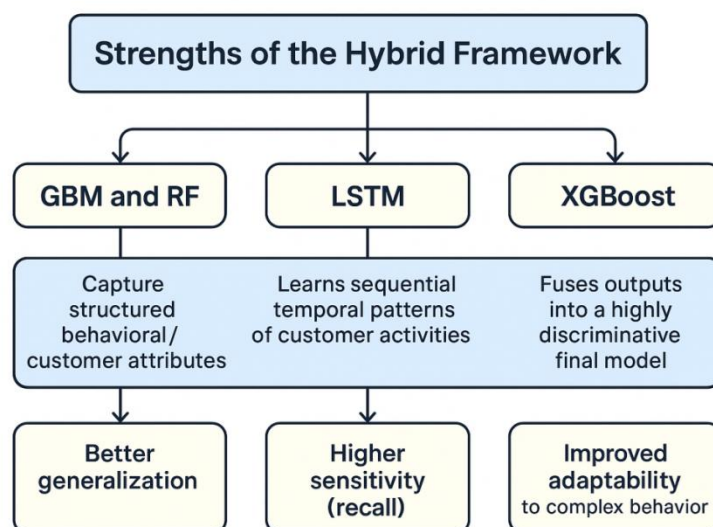 Strengths of the Hybrid Framework
GBM and RF
LSTM
XGBoost
Capture
structured
behavioral/
customer attributes
Learns sequential
temporal patterns
of customer activities
Fuses outputs
into a highly
discriminative
final model
Better
generalization
Higher
sensitivity
(recall)
Improved
adaptability
to complex behavior